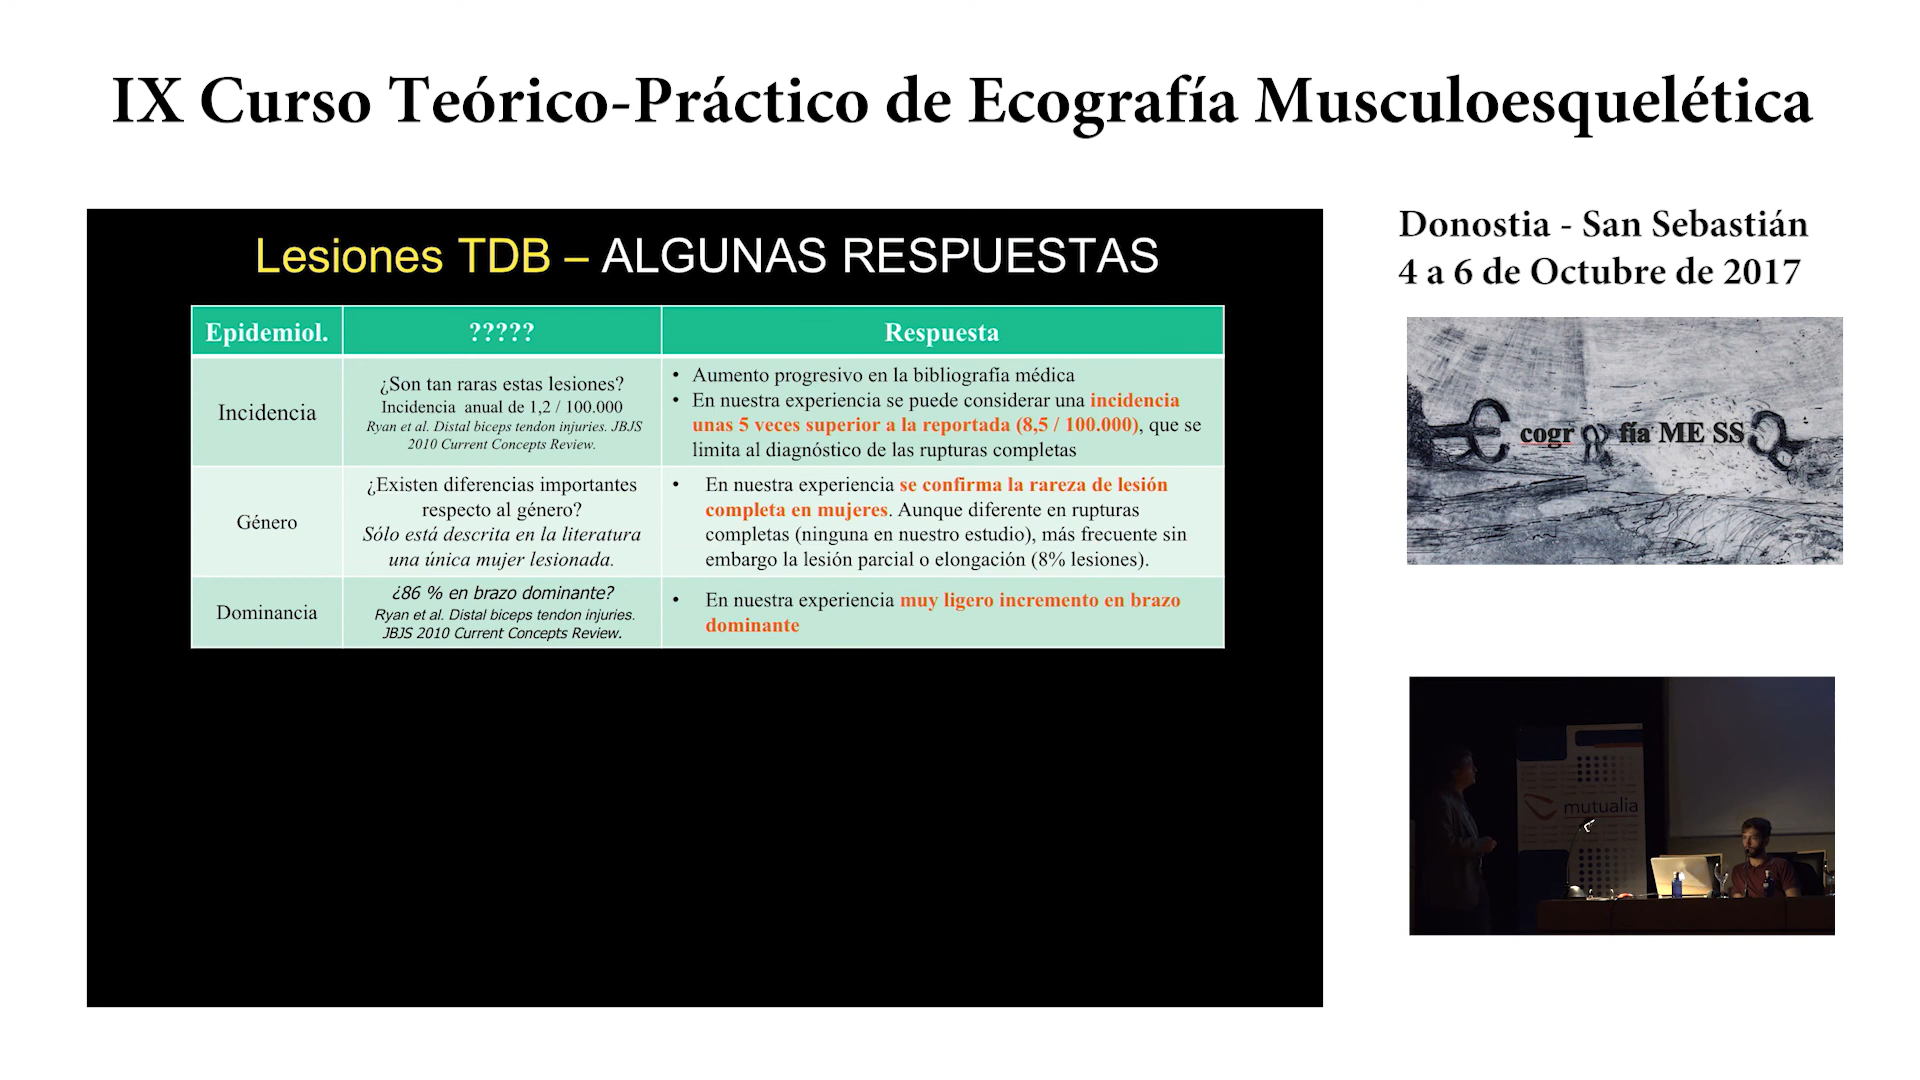 IX Curso Teórico-Práctico de Ecografía Musculoesquelética
Donostia - San Sebastián
4 a 6 de Octubre de 2017
Lesiones TDB – ALGUNAS RESPUESTAS
Epidemiol.
?????
Respuesta
Incidencia
¿Son tan raras estas lesiones?
Incidencia anual de 1,2 / 100.000
Ryan et al. Distal biceps tendon injuries. JBJS
2010 Current Concepts Review.
• Aumento progresivo en la bibliografía médica
• En nuestra experiencia se puede considerar una incidencia
unas 5 veces superior a la reportada (8,5 / 100.000), que se
limita al diagnóstico de las rupturas completas
Género
¿Existen diferencias importantes
respecto al género?
Sólo está descrita en la literatura
una única mujer lesionada.
• En nuestra experiencia se confirma la rareza de lesión
completa en mujeres. Aunque diferente en rupturas
completas (ninguna en nuestro estudio), más frecuente sin
embargo la lesión parcial o elongación (8% lesiones).
Dominancia
¿86 % en brazo dominante?
Ryan et al. Distal biceps tendon injuries.
JBJS 2010 Current Concepts Review.
• En nuestra experiencia muy ligero incremento en brazo
dominante
cogr fía ME SS
mutualia